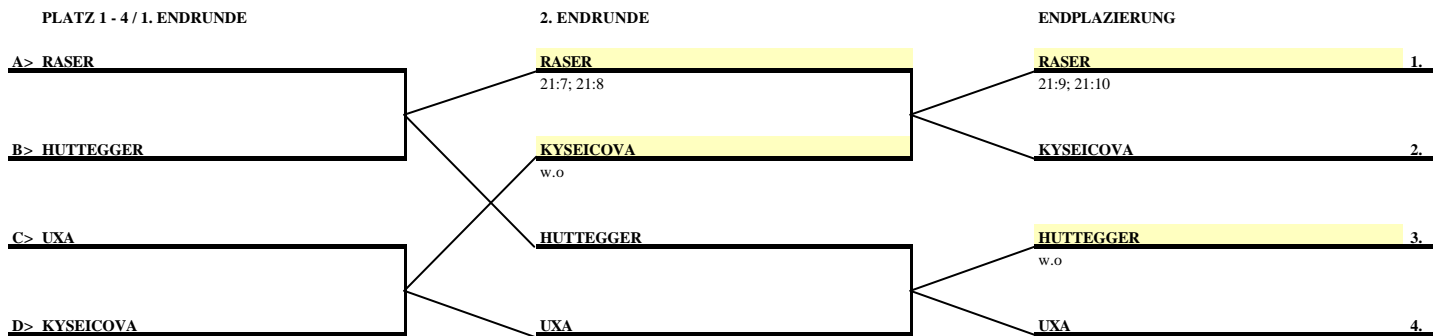 PLATZ 1 - 4 / 1. ENDRUNDE 2. ENDRUNDE ENDPLAZIERUNG
A> RASER RASER RASER 1.
21:7; 21:8 21:9; 21:10
B> HUTTEGGER KYSEICOVA KYSEICOVA 2.
w.o
C> UXA HUTTEGGER HUTTEGGER 3.
w.o
D> KYSEICOVA UXA UXA 4.